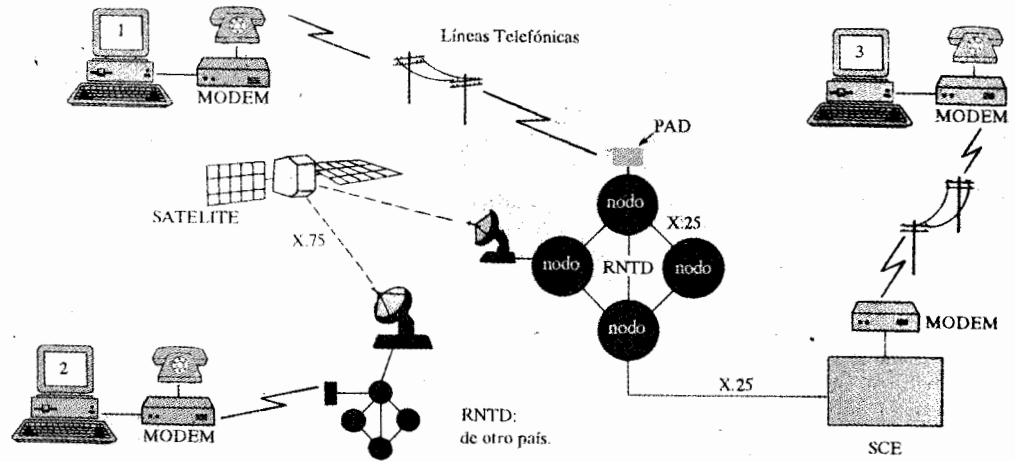 1
MODEM
Líneas Telefónicas
3
MODEM
PAD
SATELITE
X.75
nodo
X.25
nodo
RNTD
nodo
nodo
MODEM
2
MODEM
RNTD:
de otro país.
X.25
SCE